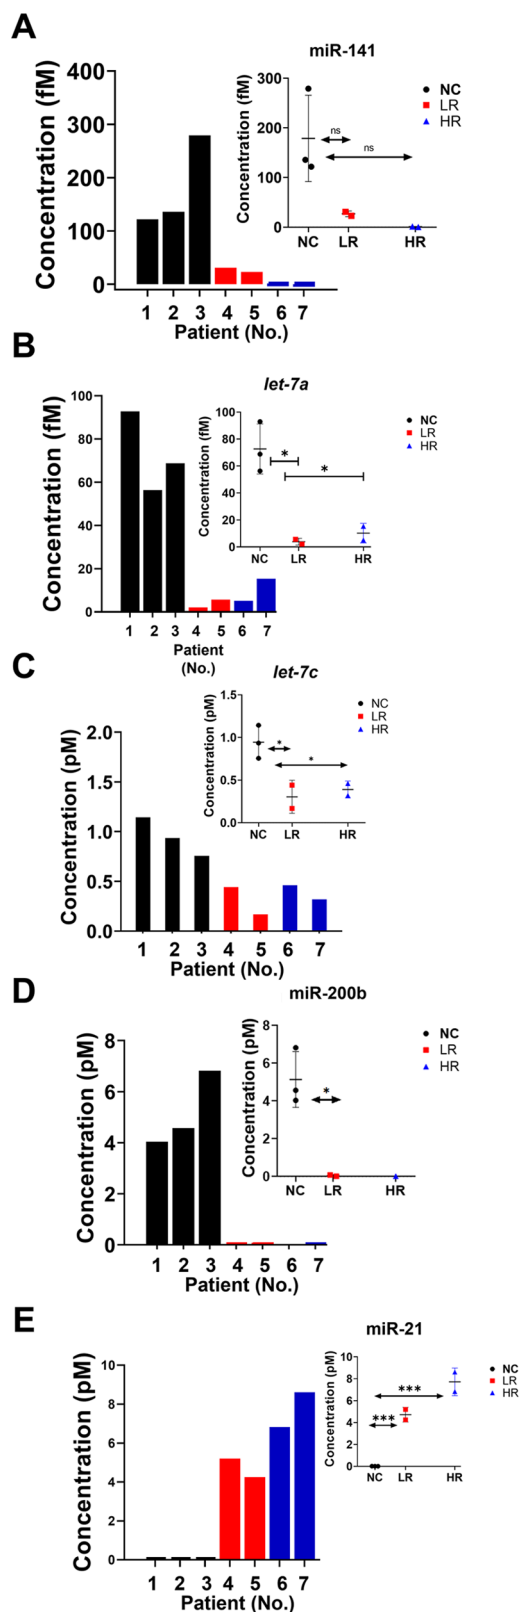 A
miR-141
Concentration (fM)
400
300
200
100
0
1 2 3 4 5 6 7
Patient (No.)
Concentration (fM)
300
200
100
0
ns
ns
NC LR HR
NC
LR
HR
B
let-7a
Concentration (fM)
100
80
60
40
20
0
1 2 3 4 5 6 7
Patient
(No.)
Concentration (fM)
100
80
60
40
20
0
*
*
NC LR HR
NC
LR
HR
C
let-7c
Concentration (pM)
2.0
1.5
1.0
0.5
0.0
1 2 3 4 5 6 7
Patient (No.)
Concentration (pM)
1.5
1.0
0.5
0.0
*
*
NC LR HR
NC
LR
HR
D
miR-200b
Concentration (pM)
8
6
4
2
0
1 2 3 4 5 6 7
Patient (No.)
Concentration (pM)
8
6
4
2
0
*
NC LR HR
NC
LR
HR
E
miR-21
Concentration (pM)
10
8
6
4
2
0
1 2 3 4 5 6 7
Patient (No.)
Concentration (pM)
10
8
6
4
2
0
***
***
NC LR HR
NC
LR
HR